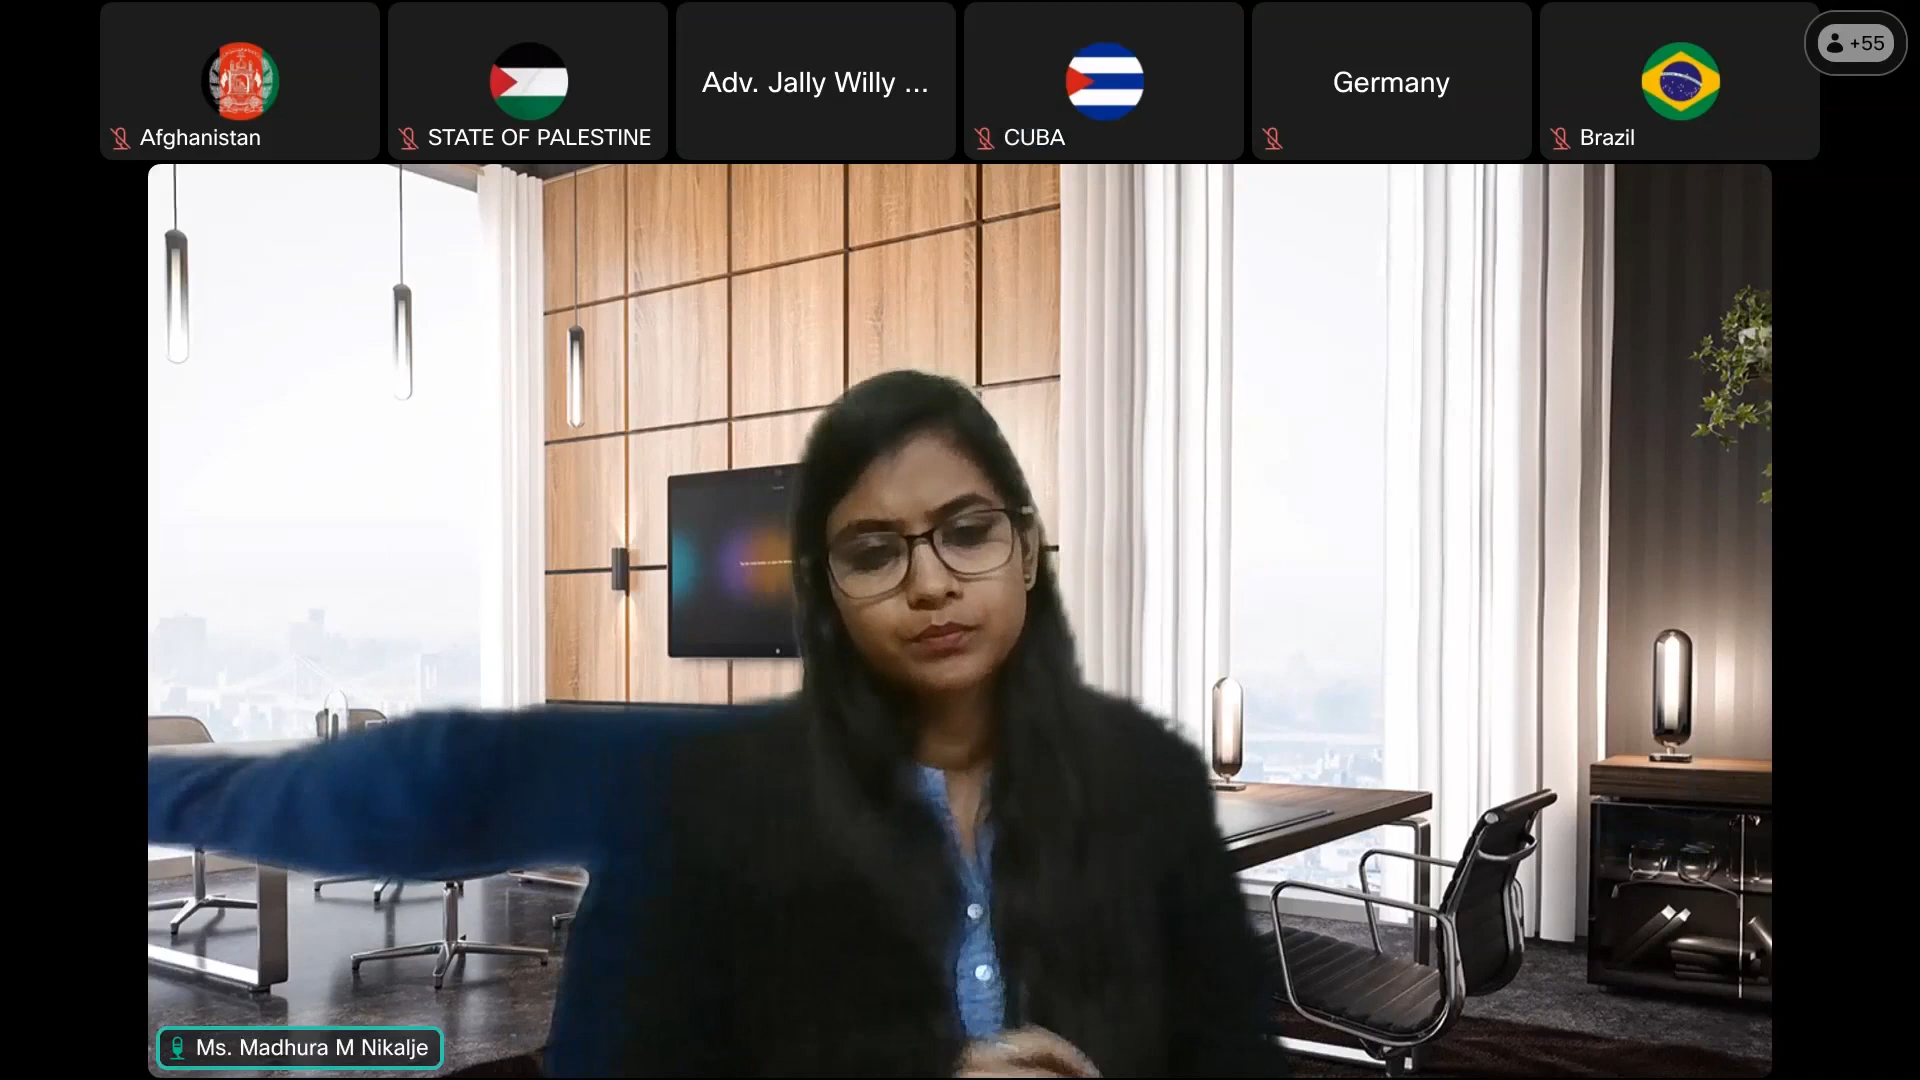 Afghanistan
STATE OF PALESTINE
Adv. Jally Willy ...
CUBA
Germany
Brazil
+55
Ms. Madhura M Nikalje